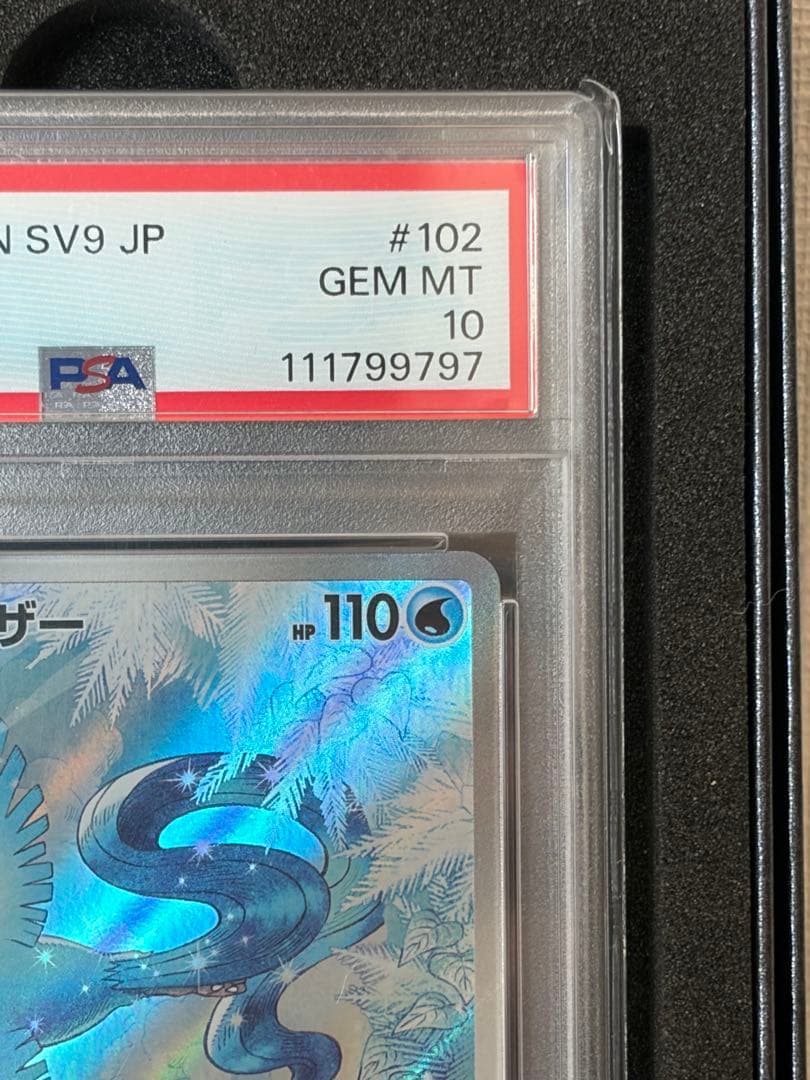 N SV9 JP
#102
GEM MT
10
PSA
111799797
ザー
HP 110